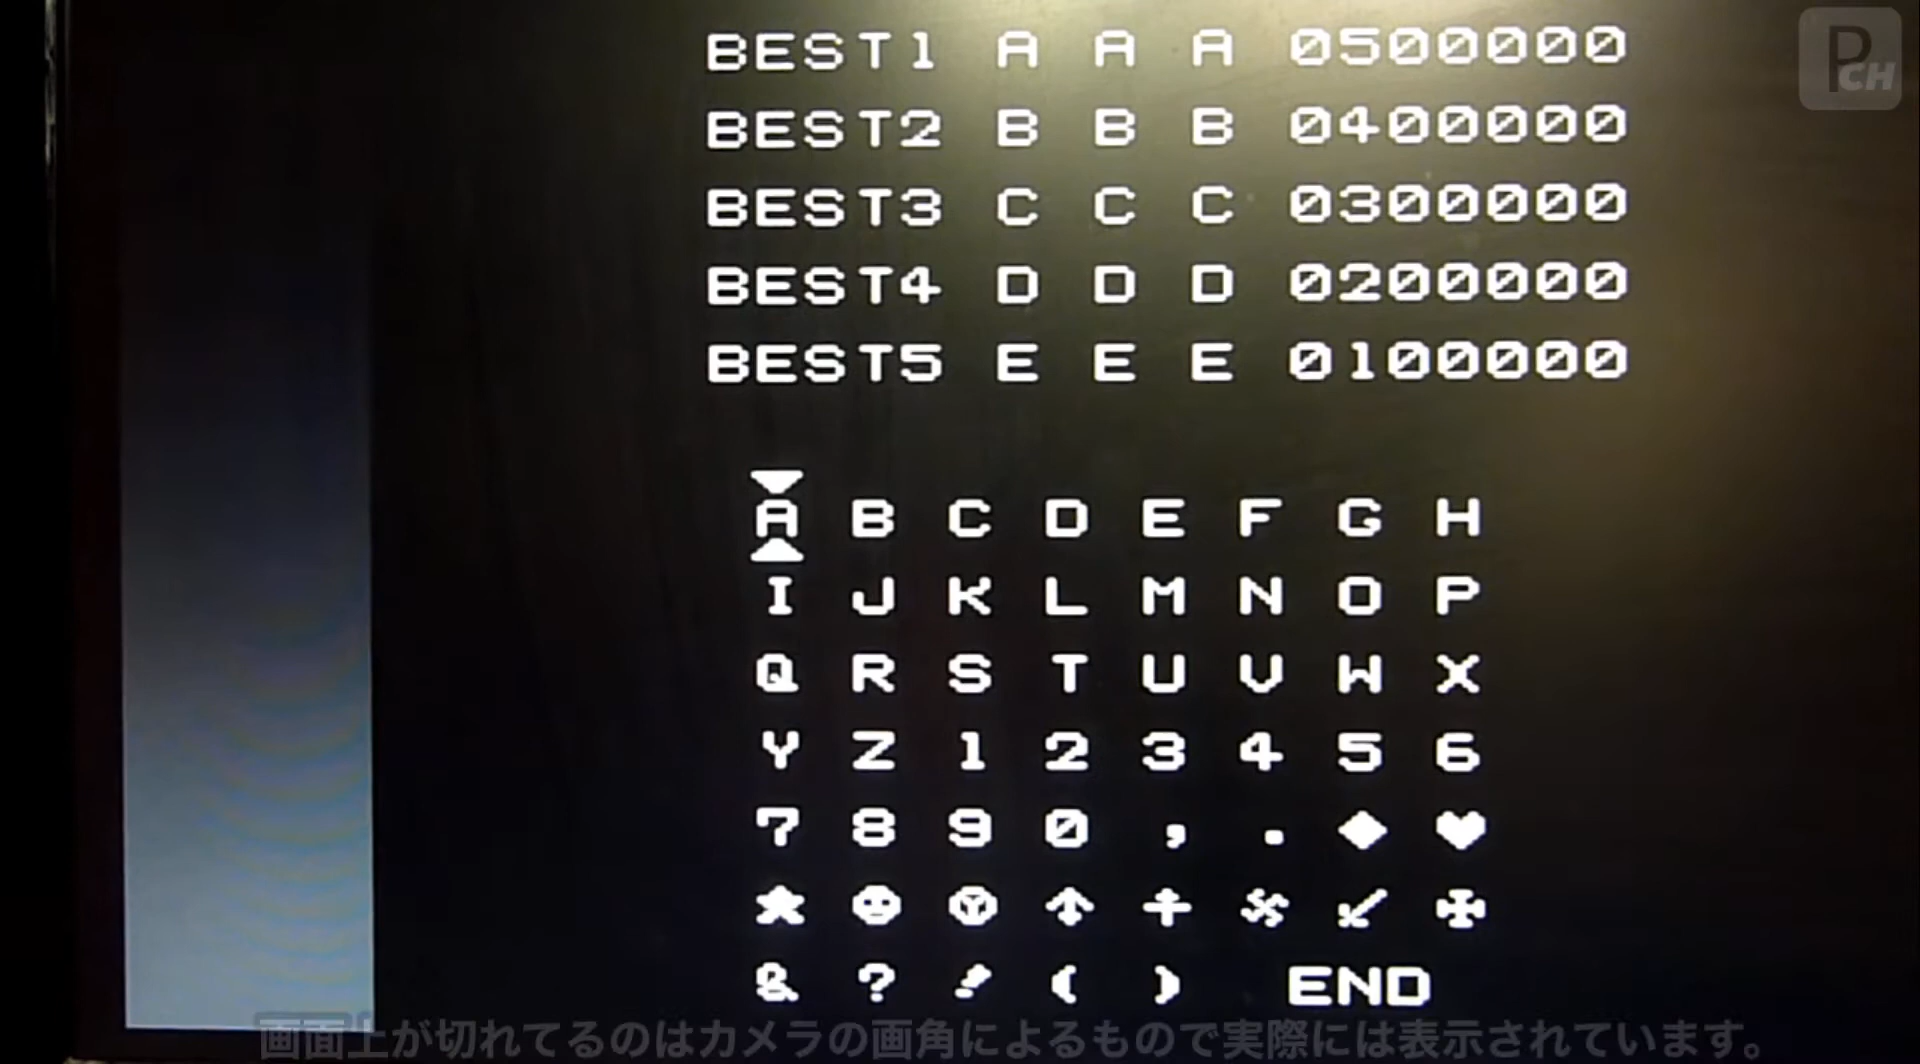 BEST1 A A A 0500000
BEST2 B B B 0400000
BEST3 C C C 0300000
BEST4 D D D 0200000
BEST5 E E E 0100000
A B C D E F G H
I J K L M N O P
Q R S T U V W X
Y Z 1 2 3 4 5 6
7 8 9 0 , . ◆ ♥
★
& ? ! ( ) END
画面上が切れてるのはカメラの画角によるもので実際には表示されています。
PCH